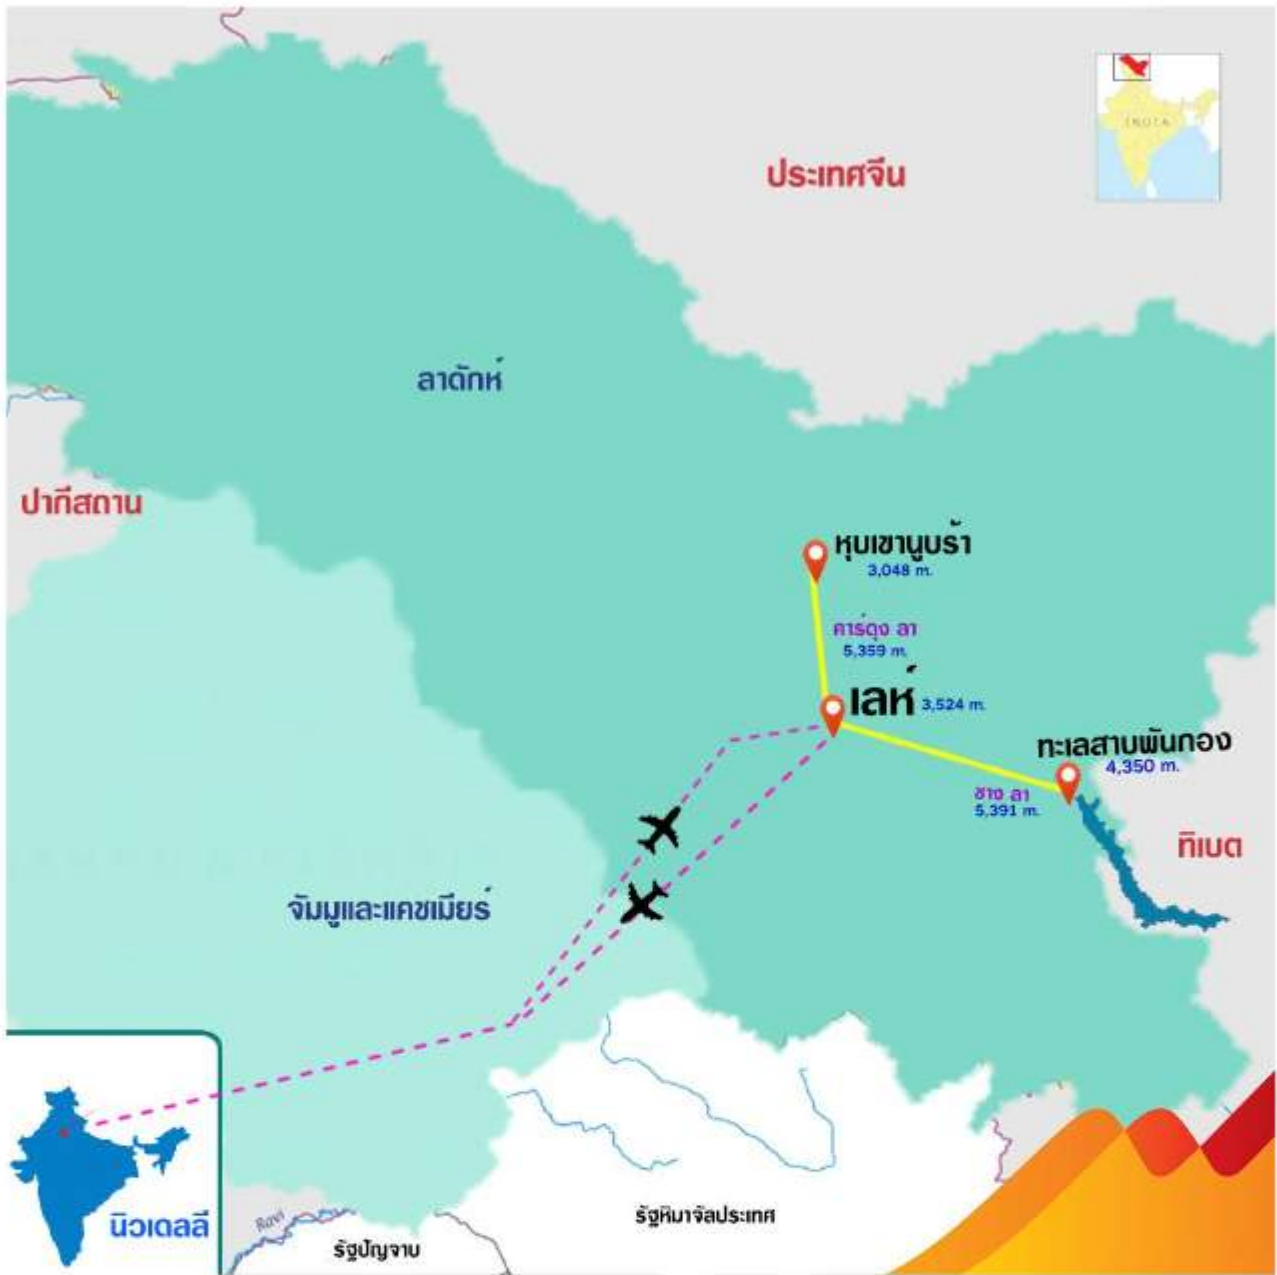 INDIA
ประเทศจีน
ลาดักห์
ปากีสถาน
หุบเขานูบร้า
3,048 m.
คาร์ดุง ลา
5,359 m.
เลห์ 3,524 m.
ทะเลสาบพันกอง
4,350 m.
ชาง ลา
5,391 m.
ทิเบต
จัมมูและแคชเมียร์
นิวเดลลี
Ravi
รัฐปัญจาบ
รัฐหิมาจัลประเทศ